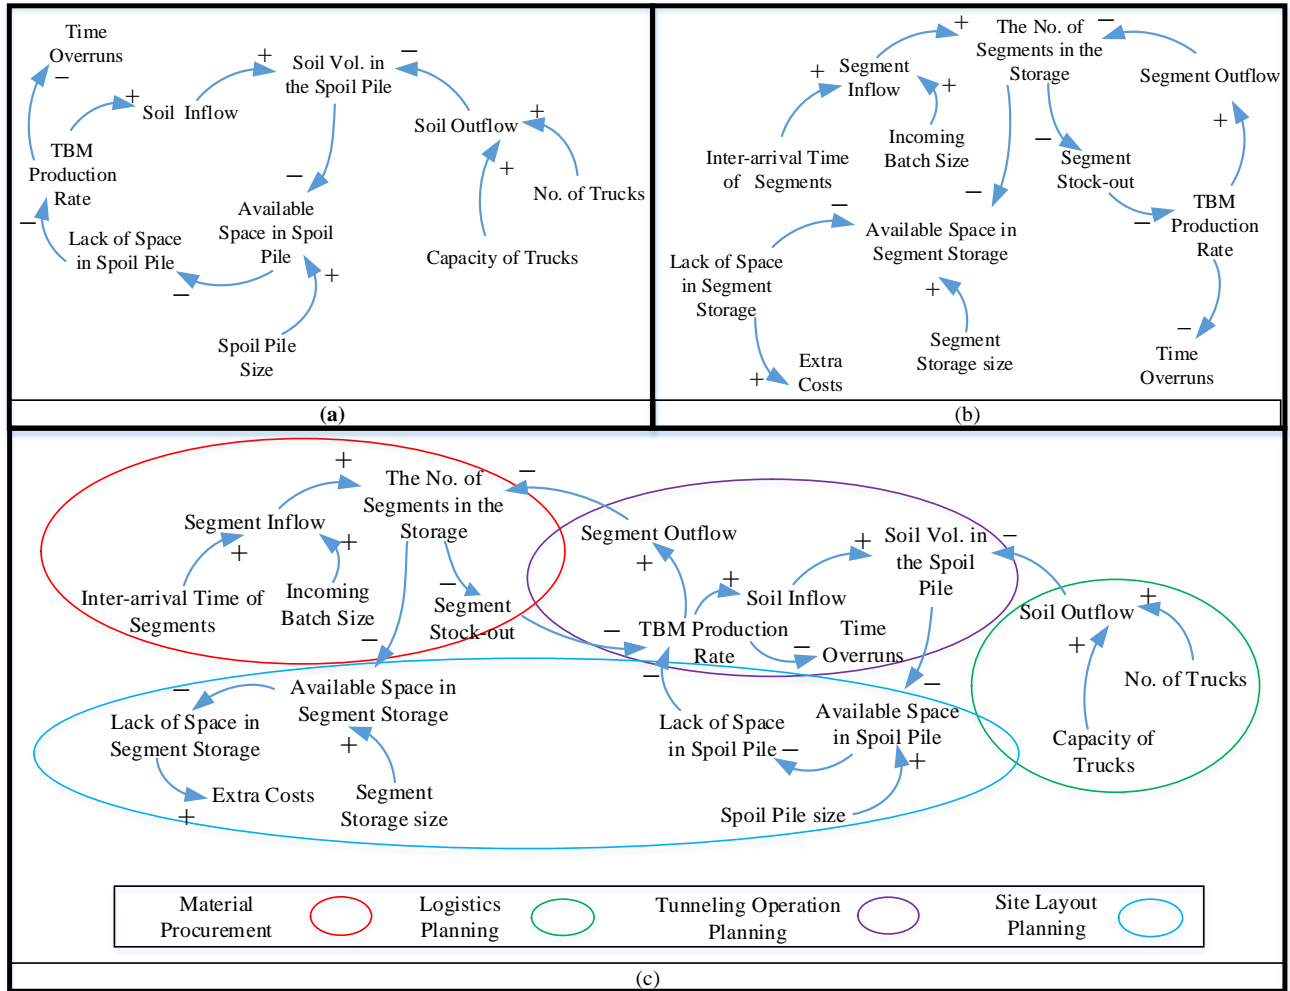 Time
Overruns
−
+
Soil Inflow
+
Soil Vol. in
the Spoil Pile
−
Soil Outflow
+
+
No. of Trucks
Capacity of Trucks
TBM
Production
Rate
−
Lack of Space
in Spoil Pile
−
Available
Space in Spoil
Pile
−
+
Spoil Pile
Size
(a)
+
The No. of
Segments in the
Storage
−
Segment Outflow
+
Segment
Inflow
+
+
Inter-arrival Time
of Segments
Incoming
Batch Size
−
Segment
Stock-out
−
TBM
Production
Rate
−
−
Available Space in
Segment Storage
Lack of Space
in Segment
Storage
+
Segment
Storage size
+
Extra
Costs
−
Time
Overruns
(b)
+
The No. of
Segments in the
Storage
−
Segment Inflow
+
+
Inter-arrival Time of
Segments
Incoming
Batch Size
−
Segment
Stock-out
−
−
Segment Outflow
+
+
Soil Inflow
+
Soil Vol. in
the Spoil
Pile
−
TBM Production
Rate
−
Time
Overruns
Soil Outflow
+
+
No. of Trucks
Capacity of
Trucks
−
Available Space in
Segment Storage
−
Lack of Space in
Segment Storage
+
Extra Costs
+
Segment
Storage size
−
Lack of Space
in Spoil Pile
−
Available Space
in Spoil Pile
+
Spoil Pile size
Material
Procurement
Logistics
Planning
Tunneling Operation
Planning
Site Layout
Planning
(c)